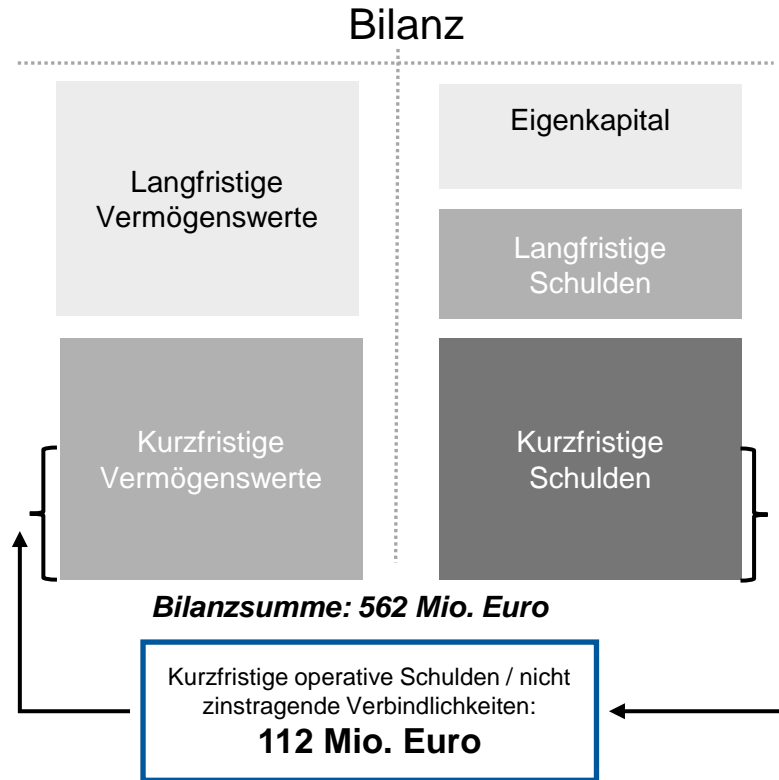 Bilanz
Langfristige
Vermögenswerte
Eigenkapital
Langfristige
Schulden
Kurzfristige
Vermögenswerte
Kurzfristige
Schulden
Bilanzsumme: 562 Mio. Euro
Kurzfristige operative Schulden / nicht
zinstragende Verbindlichkeiten:
112 Mio. Euro